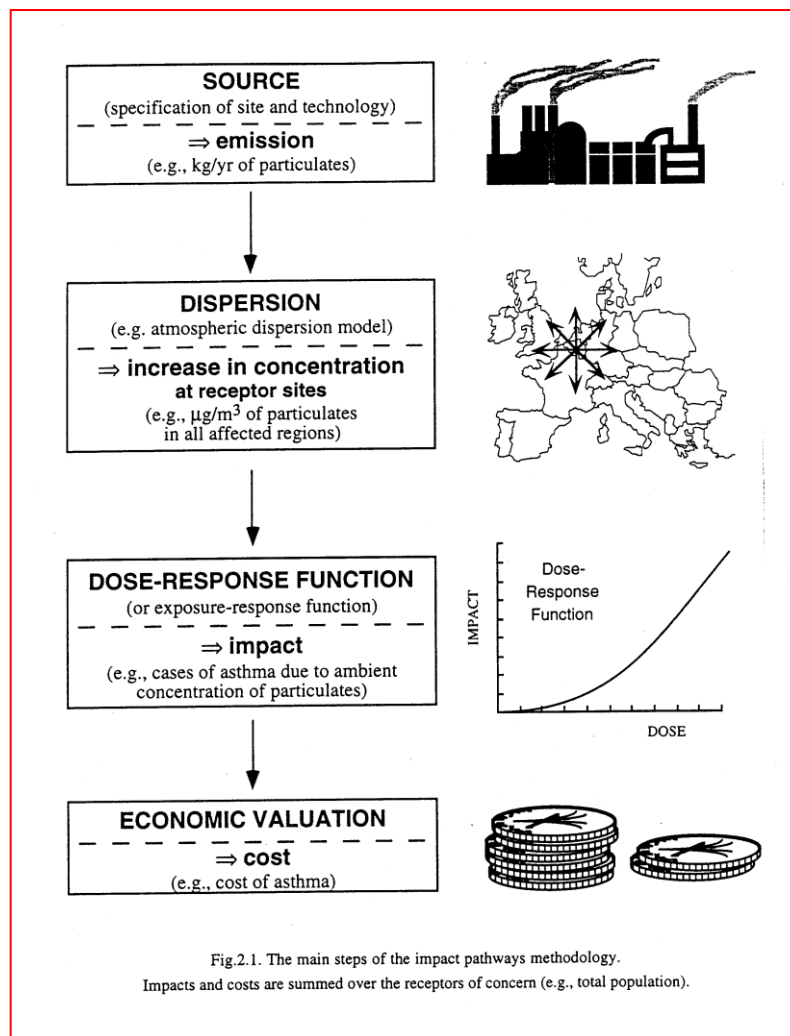 SOURCE
(specification of site and technology)
⇒ emission
(e.g., kg/yr of particulates)
DISPERSION
(e.g. atmospheric dispersion model)
⇒ increase in concentration
at receptor sites
(e.g., µg/m³ of particulates
in all affected regions)
DOSE-RESPONSE FUNCTION
(or exposure-response function)
⇒ impact
(e.g., cases of asthma due to ambient
concentration of particulates)
IMPACT
Dose-
Response
Function
DOSE
ECONOMIC VALUATION
⇒ cost
(e.g., cost of asthma)
Fig.2.1. The main steps of the impact pathways methodology.
Impacts and costs are summed over the receptors of concern (e.g., total population).